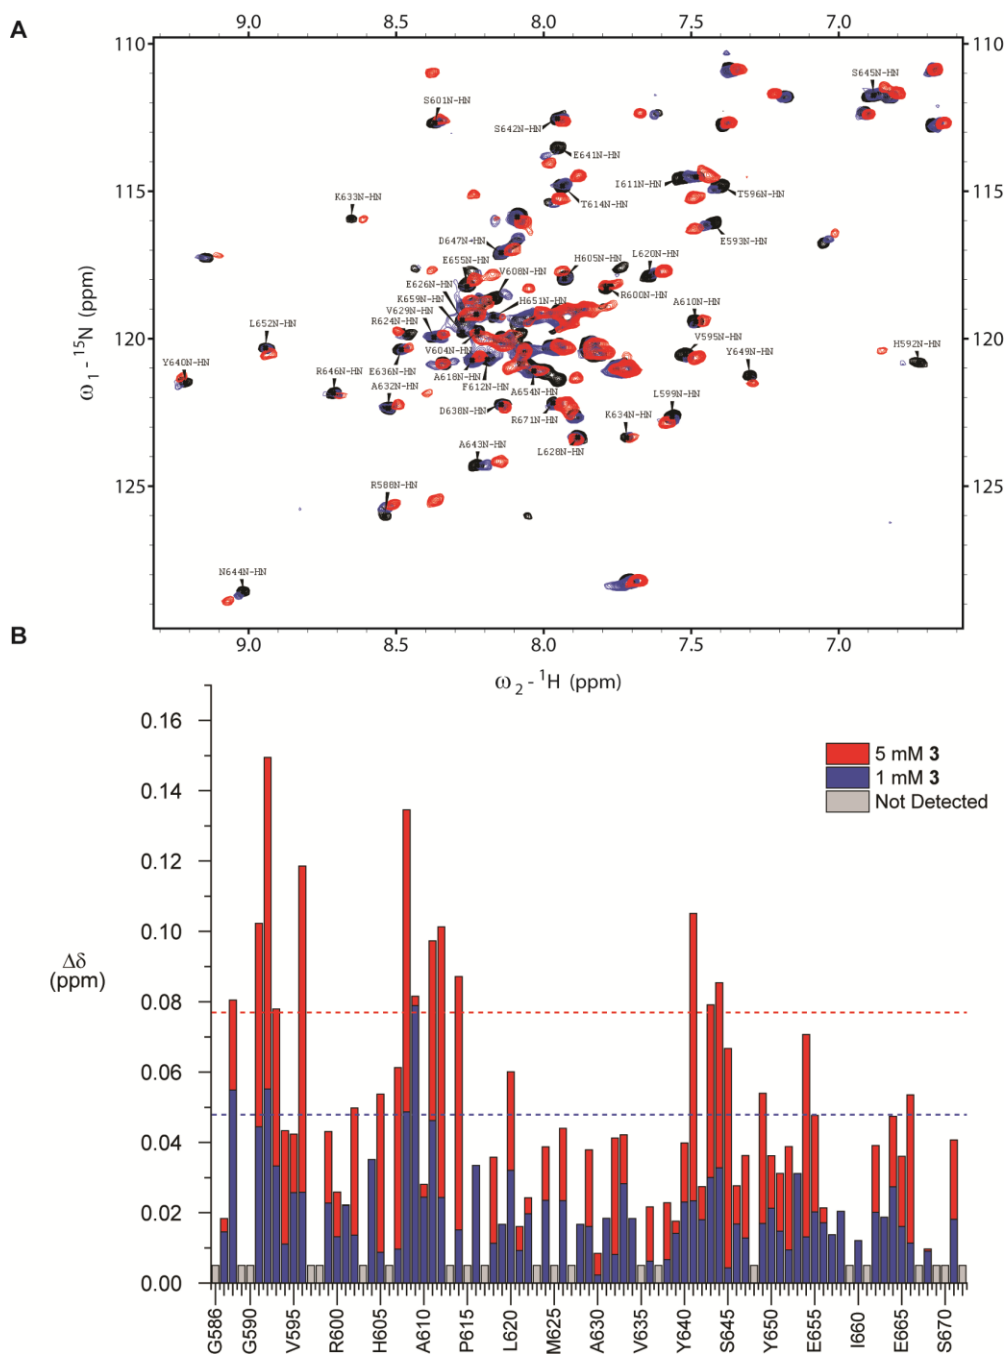 A
9.0 8.5 8.0 7.5 7.0
110 110
S645N-HN
S601N-HN
S642N-HN
E641N-HN
I611N-HN
115 115
K633N-HN
T614N-HN
T596N-HN
D647N-HN
E593N-HN
E655N-HN
H605N-HN
L620N-HN
V608N-HN
E626N-HN
K659N-HN
H651N-HN
R600N-HN
A610N-HN
V629N-HN
L652N-HN
R624N-HN
V595N-HN
H592N-HN
120 120
Y640N-HN
E636N-HN
V604N-HN
Y649N-HN
R646N-HN
A618N-HN
A632N-HN
F612N-HN
A654N-HN
D638N-HN
R671N-HN
L599N-HN
K634N-HN
A643N-HN
L628N-HN
R588N-HN
125 125
N644N-HN
ω1 - 15N (ppm)
9.0 8.5 8.0 7.5 7.0
ω2 - 1H (ppm)
B
0.16
0.14
0.12
0.10
0.08
0.06
0.04
0.02
0.00
Δδ
(ppm)
5 mM 3
1 mM 3
Not Detected
G586 G590 V595 R600 H605 A610 P615 L620 M625 A630 V635 Y640 S645 Y650 E655 I660 E665 S670